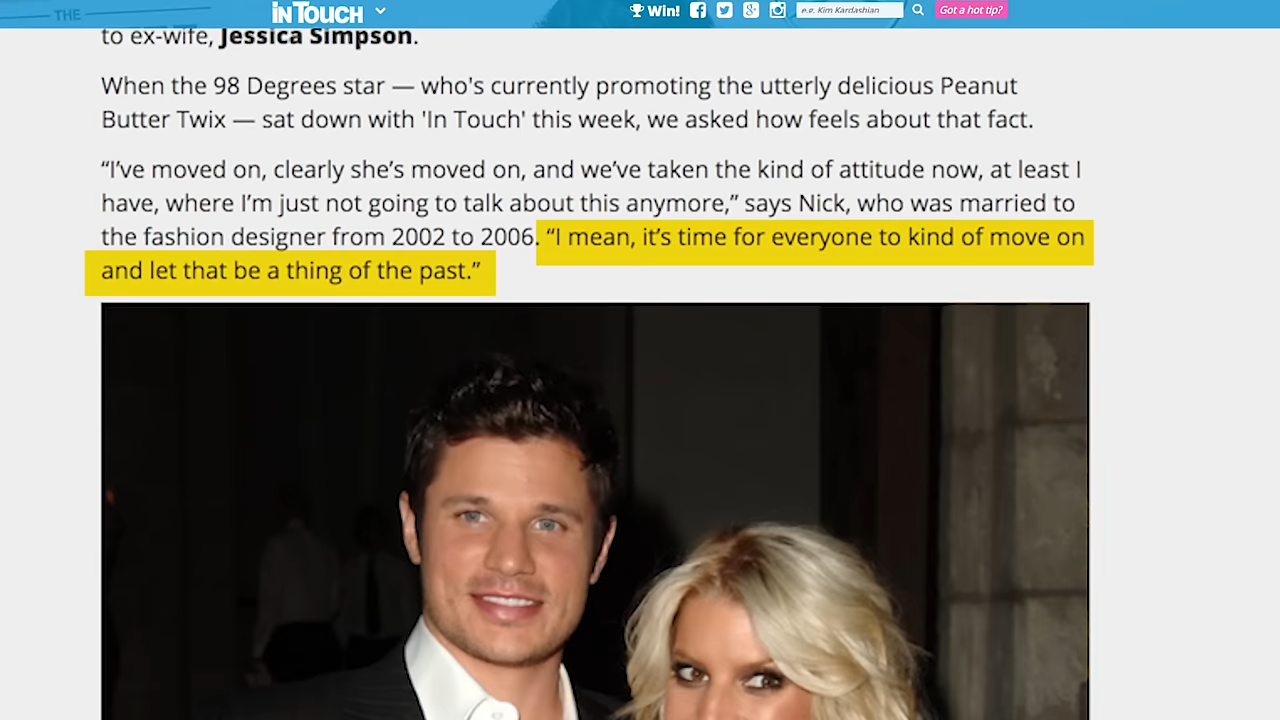 THE
INTOUCH
Win!
e.g. Kim Kardashian
Got a hot tip?
to ex-wife, Jessica Simpson.
When the 98 Degrees star — who's currently promoting the utterly delicious Peanut
Butter Twix — sat down with 'In Touch' this week, we asked how feels about that fact.
“I’ve moved on, clearly she’s moved on, and we’ve taken the kind of attitude now, at least I
have, where I’m just not going to talk about this anymore,” says Nick, who was married to
the fashion designer from 2002 to 2006. “I mean, it’s time for everyone to kind of move on
and let that be a thing of the past.”